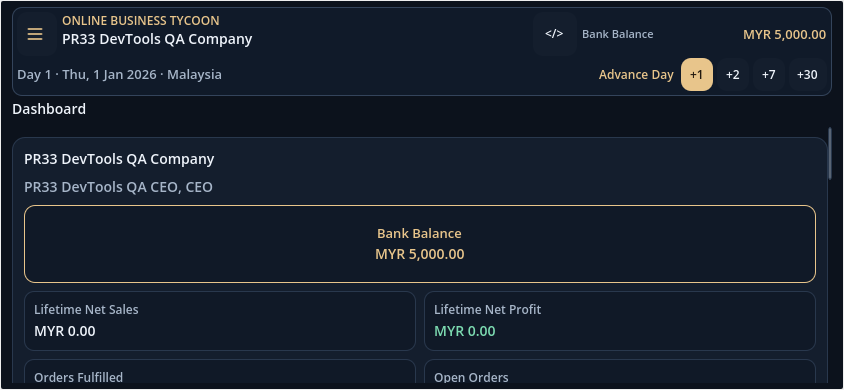 ONLINE BUSINESS TYCOON
PR33 DevTools QA Company
</> Bank Balance MYR 5,000.00
Day 1 · Thu, 1 Jan 2026 · Malaysia
Advance Day +1 +2 +7 +30
Dashboard
PR33 DevTools QA Company
PR33 DevTools QA CEO, CEO
Bank Balance
MYR 5,000.00
Lifetime Net Sales
MYR 0.00
Lifetime Net Profit
MYR 0.00
Orders Fulfilled
Open Orders